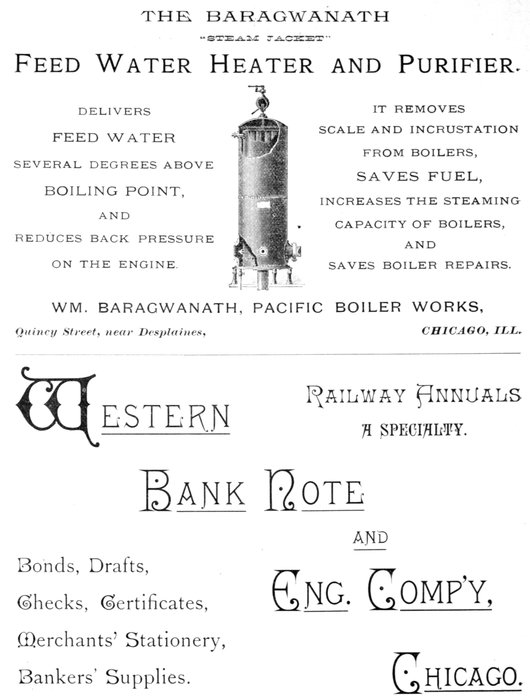 THE BARAGWANATH
"STEAM JACKET"
FEED WATER HEATER AND PURIFIER.
DELIVERS
FEED WATER
SEVERAL DEGREES ABOVE
BOILING POINT,
AND
REDUCES BACK PRESSURE
ON THE ENGINE.
IT REMOVES
SCALE AND INCRUSTATION
FROM BOILERS,
SAVES FUEL,
INCREASES THE STEAMING
CAPACITY OF BOILERS,
AND
SAVES BOILER REPAIRS.
WM. BARAGWANATH, PACIFIC BOILER WORKS,
Quincy Street, near Desplaines, CHICAGO, ILL.
WESTERN
RAILWAY ANNUALS
A SPECIALTY.
BANK NOTE
AND
ENG. COMP'Y,
CHICAGO.
Bonds, Drafts,
Checks, Certificates,
Merchants' Stationery,
Bankers' Supplies.